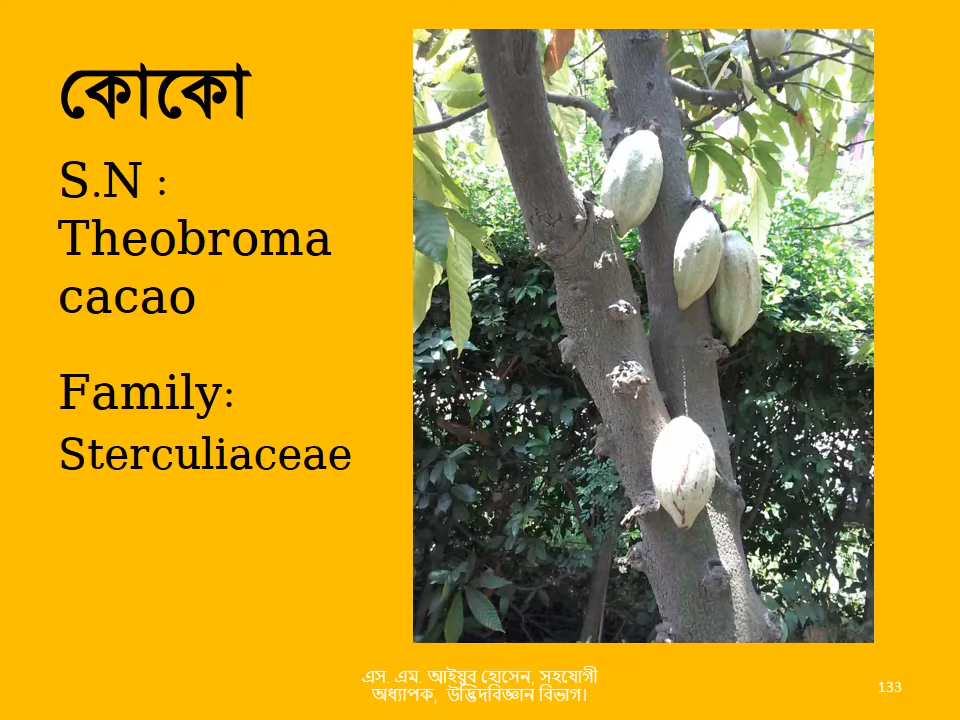 কোকো
S.N :
Theobroma
cacao
Family:
Sterculiaceae
এস. এম. আইয়ুব হোসেন, সহযোগী
অধ্যাপক, উদ্ভিদবিজ্ঞান বিভাগ।
133